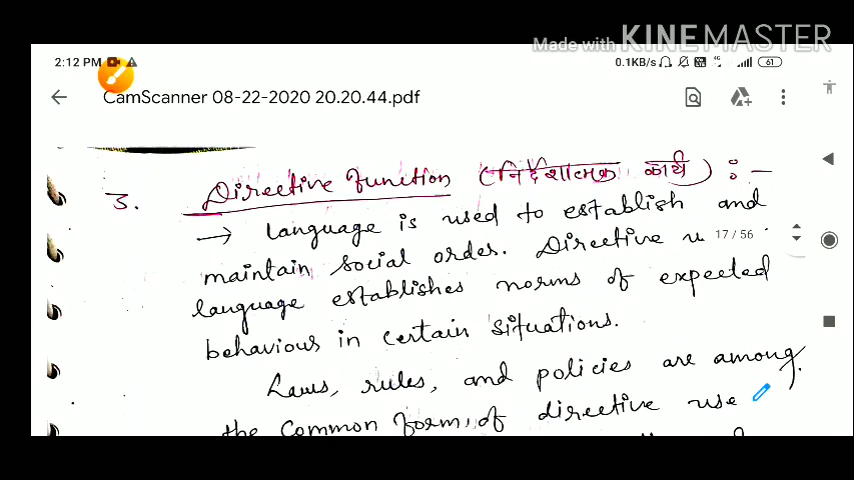 Made with KINEMASTER
2:12 PM
0.1KB/s 61
CamScanner 08-22-2020 20.20.44.pdf
3. Directive function (निर्देशात्मक कार्य) :-
→ Language is used to establish and
maintain social order. Directive u
17 / 56
language establishes norms of expected
behaviour in certain situations.
Laws, rules, and policies are among
the common form, of directive use